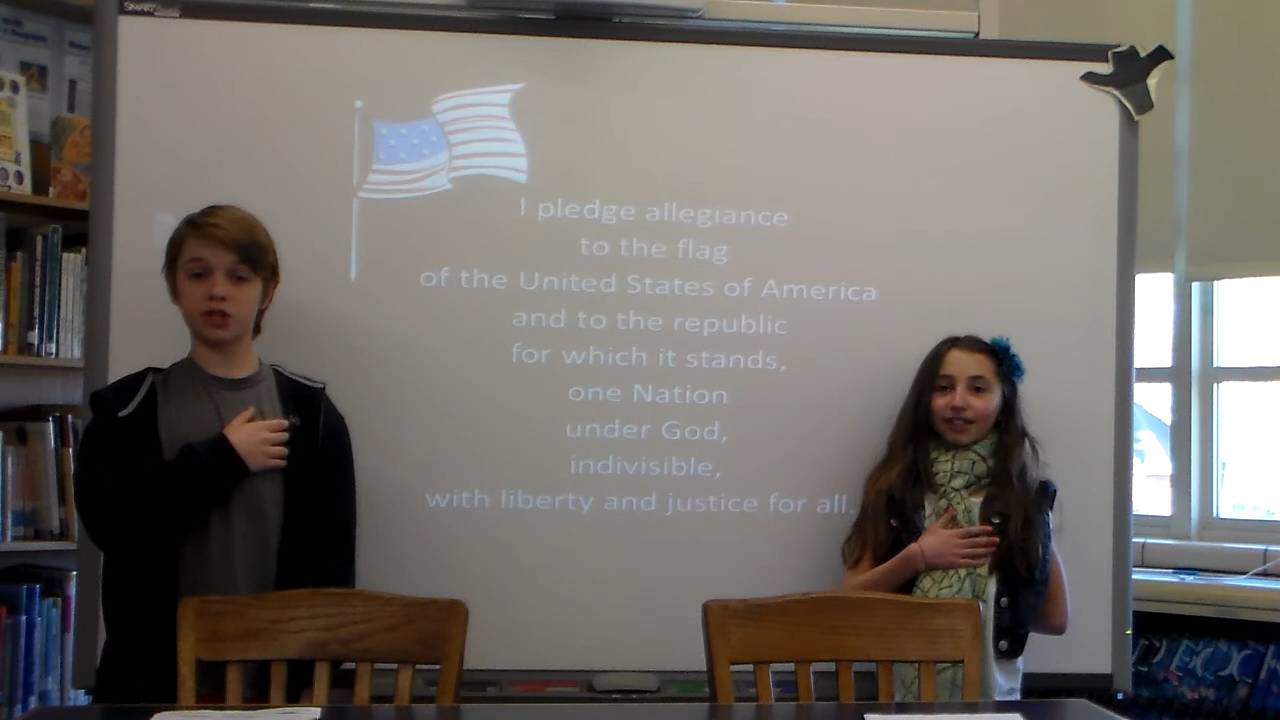 SMART
I pledge allegiance
to the flag
of the United States of America
and to the republic
for which it stands,
one Nation
under God,
indivisible,
with liberty and justice for all.